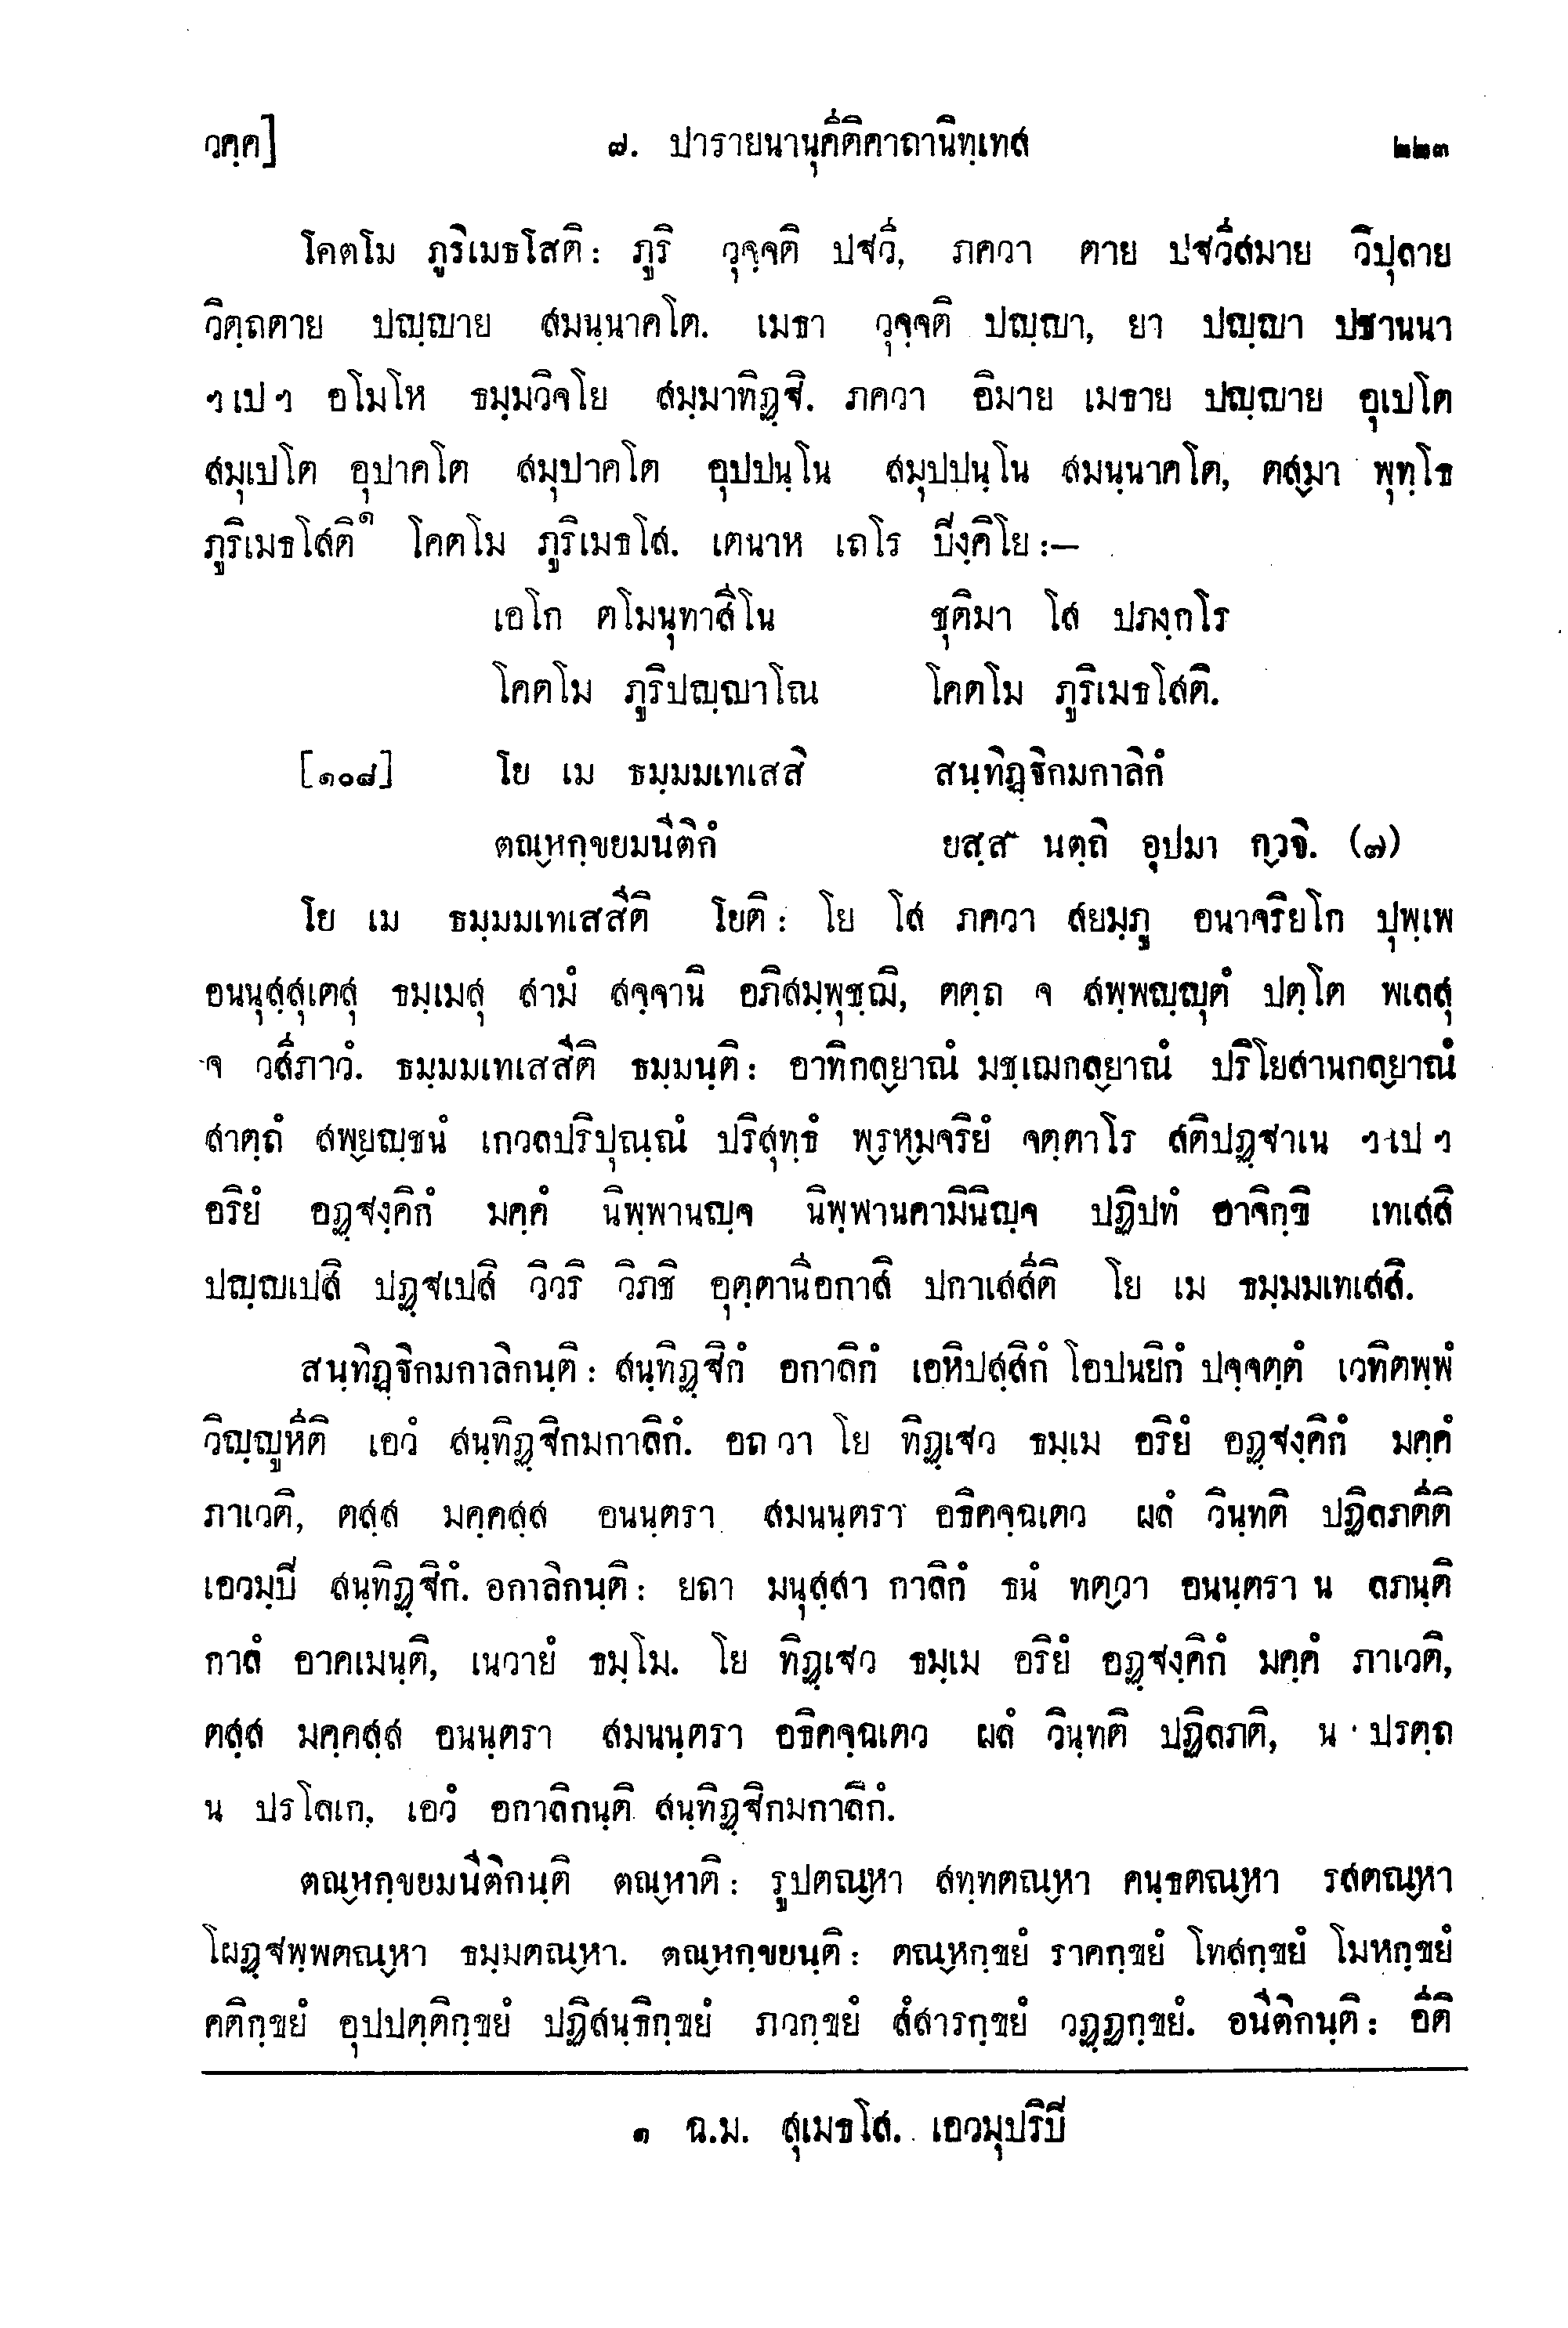 วคฺค]	๗. ปารายนานุคีติคาถานิทฺเทส	๒๒๓
โคตโม ภูริเมธโสติ: ภูริ วุจฺจติ ปฐวี, ภควา ตาย ปฐวีสมาย วิปุลาย
วิตฺถตาย ปญฺญาย สมนฺนาคโต. เมธา วุจฺจติ ปญฺญา, ยา ปญฺญา ปชานนา
ฯเปฯ อโมโห ธมฺมวิจโย สมฺมาทิฏฺฐิ. ภควา อิมาย เมธาย ปญฺญาย อุเปโต
สมุเปโต อุปาคโต สมุปาคโต อุปปนฺโน สมุปปนฺโน สมนฺนาคโต, ตสฺมา พุทฺโธ
ภูริเมธโสติ๑ โคตโม ภูริเมธโส. เตนาห เถโร ปิงฺคิโย :—
เอโก ตโมนุทาสีโน	ชุติมา โส ปภงฺกโร
โคตโม ภูริปญฺญาโณ	โคตโม ภูริเมธโสติ.
[๑๐๘]	โย เม ธมฺมมเทเสสิ	สนฺทิฏฺฐิกมกาลิกํ
ตณฺหกฺขยมนีติกํ	ยสฺส นตฺถิ อุปมา กฺวจิ. (๗)
โย เม ธมฺมมเทเสสีติ โยติ: โย โส ภควา สยมฺภู อนาจริยโก ปุพฺเพ
อนนุสฺสุเตสุ ธมฺเมสุ สามํ สจฺจานิ อภิสมฺพุชฺฌิ, ตตฺถ จ สพฺพญฺญุตํ ปตฺโต พเลสุ
จ วสีภาวํ. ธมฺมมเทเสสีติ ธมฺมนฺติ: อาทิกลฺยาณํ มชฺเฌกลฺยาณํ ปริโยสานกลฺยาณํ
สาตฺถํ สพฺยญฺชนํ เกวลปริปุณฺณํ ปริสุทฺธํ พฺรหฺมจริยํ จตฺตาโร สติปฏฺฐาเน ฯเปฯ
อริยํ อฏฺฐงฺคิกํ มคฺคํ นิพฺพานญฺจ นิพฺพานคามินิญฺจ ปฏิปทํ อาจิกฺขิ เทเสสิ
ปญฺญเปสิ ปฏฺฐเปสิ วิวริ วิภชิ อุตฺตานีอกาสิ ปกาเสสีติ โย เม ธมฺมมเทเสสิ.
สนฺทิฏฺฐิกมกาลิกนฺติ: สนฺทิฏฺฐิกํ อกาลิกํ เอหิปสฺสิกํ โอปนยิกํ ปจฺจตฺตํ เวทิตพฺพํ
วิญฺญูหีติ เอวํ สนฺทิฏฺฐิกมกาลิกํ. อถ วา โย ทิฏฺเฐว ธมฺเม อริยํ อฏฺฐงฺคิกํ มคฺคํ
ภาเวติ, ตสฺส มคฺคสฺส อนนฺตรา สมนนฺตรา อธิคจฺฉเตว ผลํ วินฺทติ ปฏิลภตีติ
เอวมฺปิ สนฺทิฏฺฐิกํ. อกาลิกนฺติ: ยถา มนุสฺสา กาลิกํ ธนํ ทตฺวา อนนฺตรา น ลภนฺติ
กาลํ อาคเมนฺติ, เนวายํ ธมฺโม. โย ทิฏฺเฐว ธมฺเม อริยํ อฏฺฐงฺคิกํ มคฺคํ ภาเวติ,
ตสฺส มคฺคสฺส อนนฺตรา สมนนฺตรา อธิคจฺฉเตว ผลํ วินฺทติ ปฏิลภติ, น ปรตฺถ
น ปรโลเก, เอวํ อกาลิกนฺติ สนฺทิฏฺฐิกมกาลิกํ.
ตณฺหกฺขยมนีติกนฺติ ตณฺหาติ: รูปตณฺหา สทฺทตณฺหา คนฺธตณฺหา รสตณฺหา
โผฏฺฐพฺพตณฺหา ธมฺมตณฺหา. ตณฺหกฺขยนฺติ: ตณฺหกฺขยํ ราคกฺขยํ โทสกฺขยํ โมหกฺขยํ
คติกฺขยํ อุปปตฺติกฺขยํ ปฏิสนฺธิกฺขยํ ภวกฺขยํ สํสารกฺขยํ วฏฺฏกฺขยํ. อนีติกนฺติ: อีติ
๑ ฉ.ม. สุเมธโส. เอวมุปริปิ